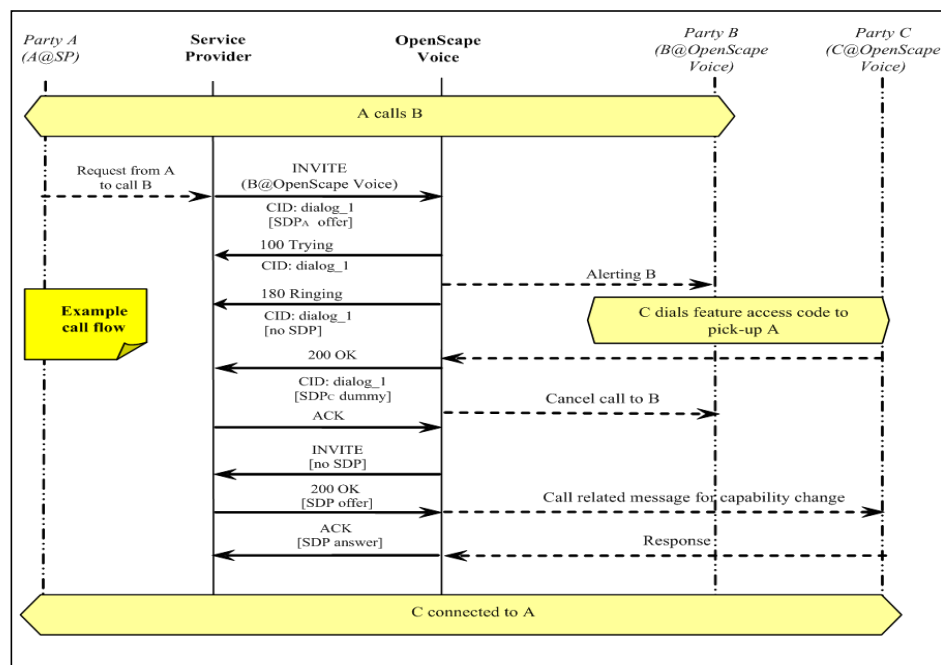 Party A
(A@SP)
Service
Provider
OpenScape
Voice
Party B
(B@OpenScape
Voice)
Party C
(C@OpenScape
Voice)
A calls B
Request from A
to call B
INVITE
(B@OpenScape Voice)
CID: dialog_1
[SDPA offer]
100 Trying
CID: dialog_1
Alerting B
180 Ringing
CID: dialog_1
[no SDP]
Example
call flow
C dials feature access code to
pick-up A
200 OK
CID: dialog_1
[SDPC dummy]
Cancel call to B
ACK
INVITE
[no SDP]
200 OK
[SDP offer]
Call related message for capability change
ACK
[SDP answer]
Response
C connected to A